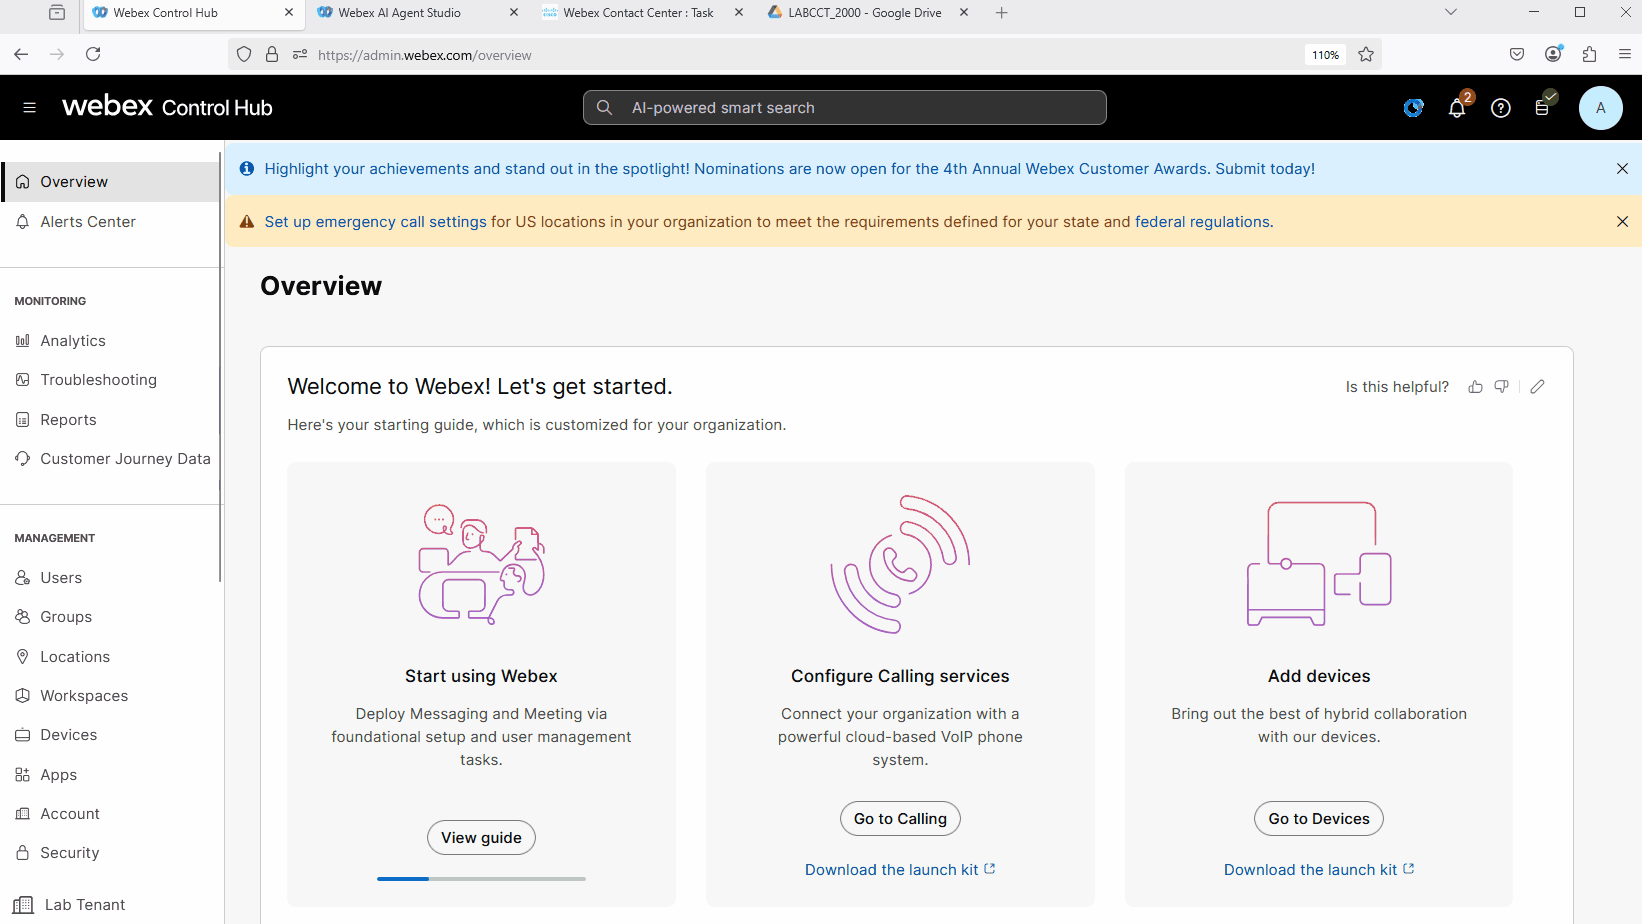 Webex Control Hub
Webex AI Agent Studio
Webex Contact Center : Task
LABCCT_2000 - Google Drive
https://admin.webex.com/overview
110%
webex Control Hub
AI-powered smart search
2
A
Overview
Alerts Center
MONITORING
Analytics
Troubleshooting
Reports
Customer Journey Data
MANAGEMENT
Users
Groups
Locations
Workspaces
Devices
Apps
Account
Security
Lab Tenant
Highlight your achievements and stand out in the spotlight! Nominations are now open for the 4th Annual Webex Customer Awards. Submit today!
Set up emergency call settings for US locations in your organization to meet the requirements defined for your state and federal regulations.
Overview
Welcome to Webex! Let's get started.
Is this helpful?
Here's your starting guide, which is customized for your organization.
Start using Webex
Deploy Messaging and Meeting via
foundational setup and user management
tasks.
View guide
Configure Calling services
Connect your organization with a
powerful cloud-based VoIP phone
system.
Go to Calling
Download the launch kit
Add devices
Bring out the best of hybrid collaboration
with our devices.
Go to Devices
Download the launch kit